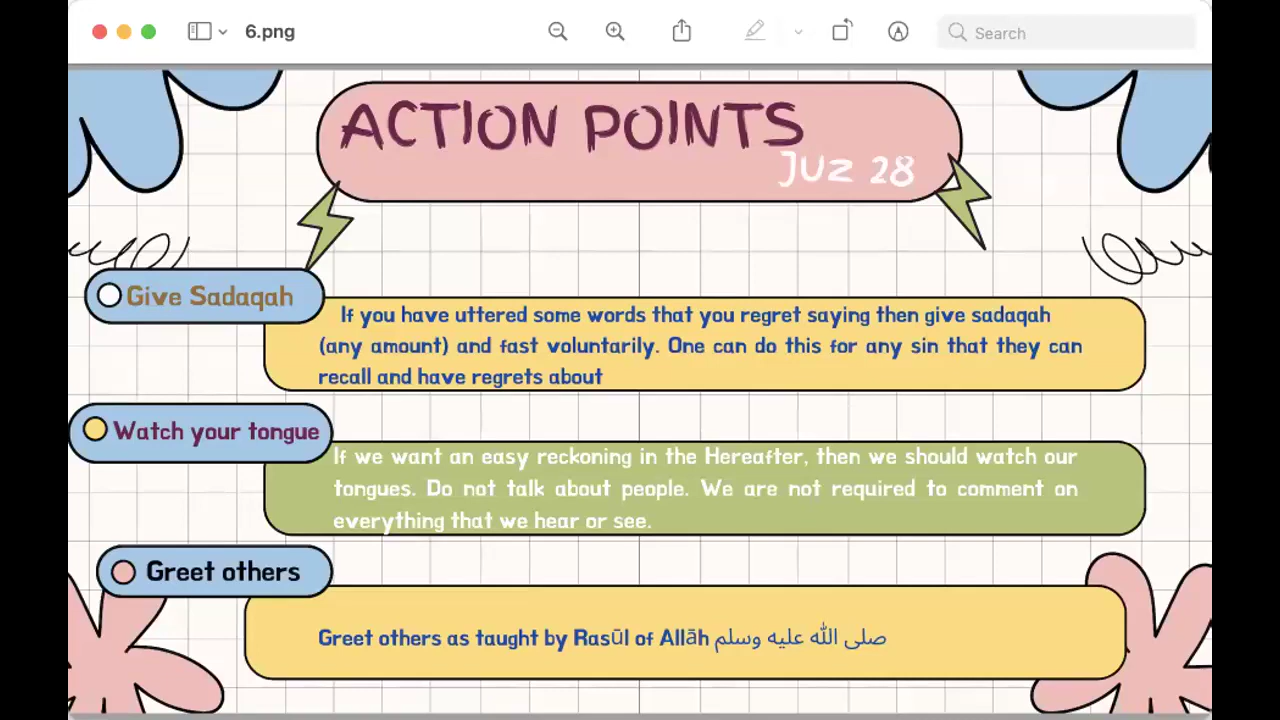 6.png
Search
ACTION POINTS
Juz 28
Give Sadaqah
If you have uttered some words that you regret saying then give sadaqah
(any amount) and fast voluntarily. One can do this for any sin that they can
recall and have regrets about
Watch your tongue
If we want an easy reckoning in the Hereafter, then we should watch our
tongues. Do not talk about people. We are not required to comment on
everything that we hear or see.
Greet others
Greet others as taught by Rasūl of Allāh صلى الله عليه وسلم